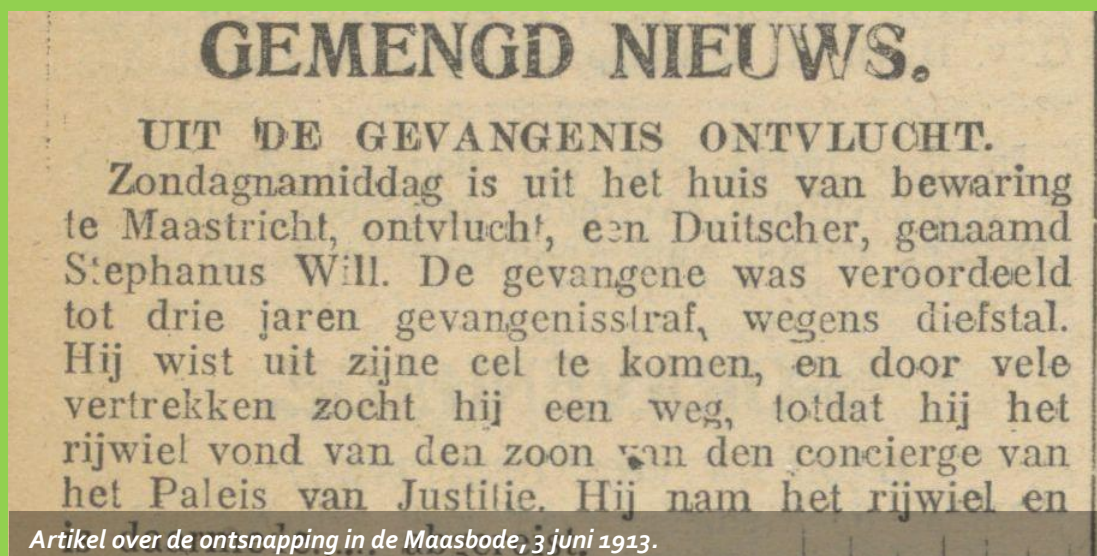 GEMENGD NIEUWS.
UIT DE GEVANGENIS ONTVLUCHT.
Zondagnamiddag is uit het huis van bewaring
te Maastricht, ontvlucht, een Duitscher, genaamd
Stephanus Will. De gevangene was veroordeeld
tot drie jaren gevangenisstraf, wegens diefstal.
Hij wist uit zijne cel te komen, en door vele
vertrekken zocht hij een weg, totdat hij het
rijwiel vond van den zoon van den concierge van
het Paleis van Justitie. Hij nam het rijwiel en
Artikel over de ontsnapping in de Maasbode, 3 juni 1913.